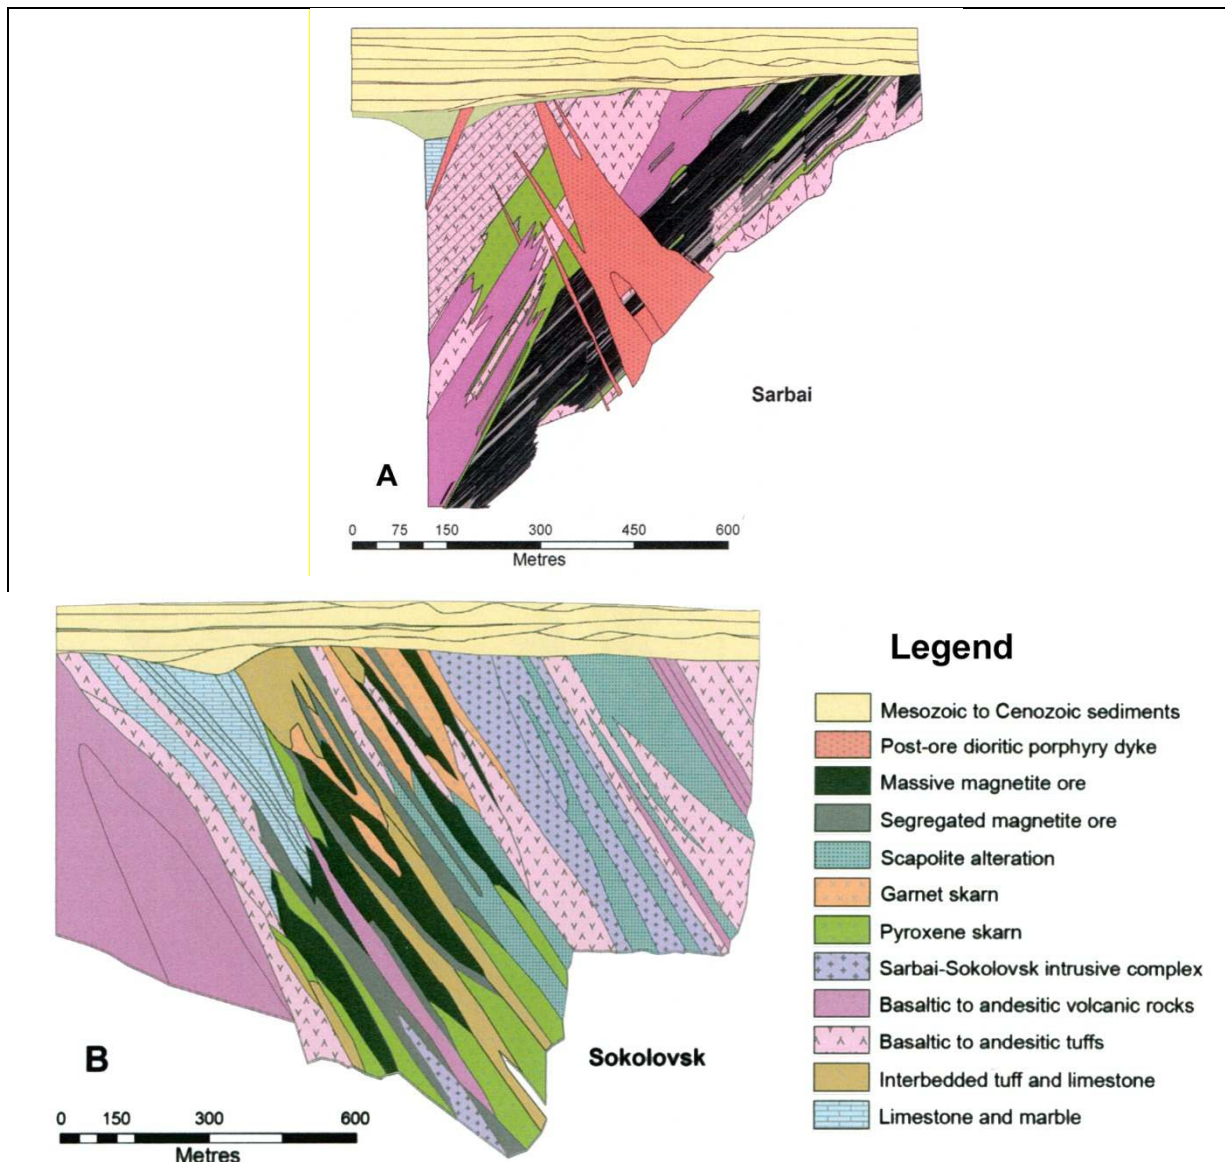 Sarbai
A
0 75 150 300 450 600
Metres
Legend
Mesozoic to Cenozoic sediments
Post-ore dioritic porphyry dyke
Massive magnetite ore
Segregated magnetite ore
Scapolite alteration
Garnet skarn
Pyroxene skarn
Sarbai-Sokolovsk intrusive complex
Basaltic to andesitic volcanic rocks
Basaltic to andesitic tuffs
Interbedded tuff and limestone
Limestone and marble
B
Sokolovsk
0 150 300 600
Metres